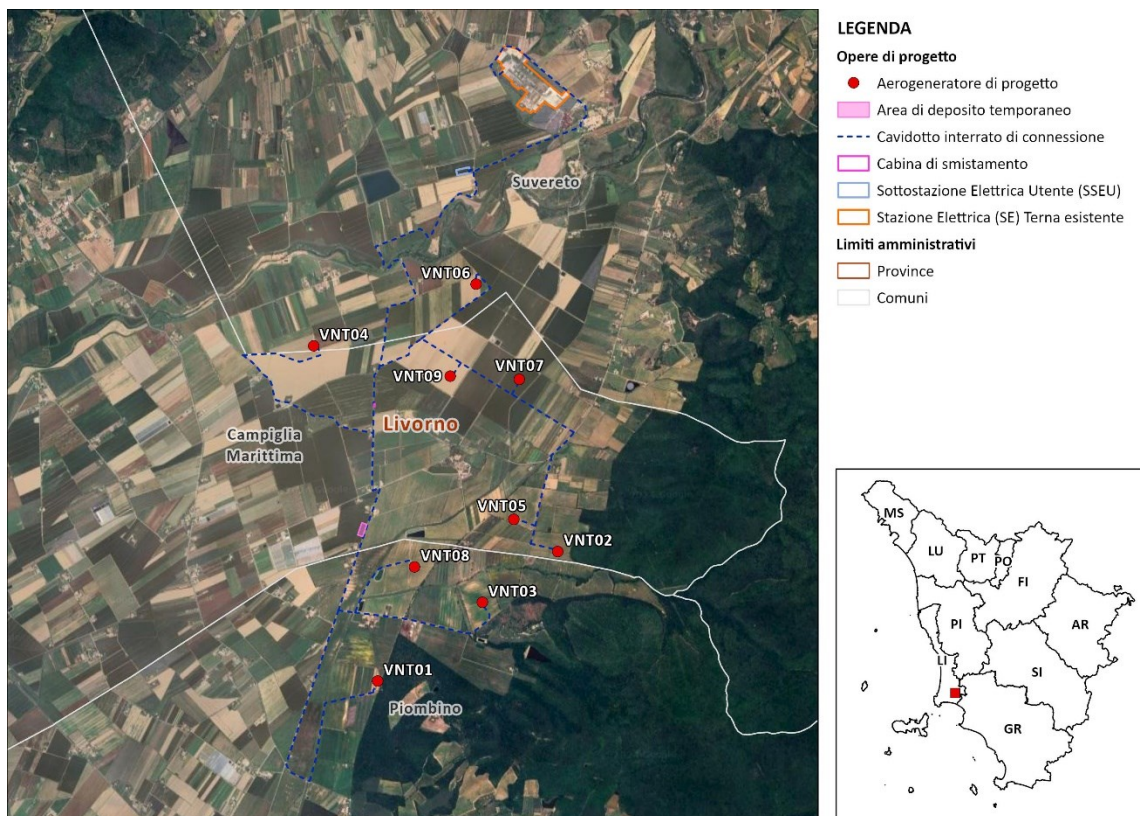 Suvereto
VNT06
VNT04
VNT07
VNT09
Livorno
Campiglia
Marittima
VNT05
VNT02
VNT08
VNT03
VNT01
Piombino
LEGENDA
Opere di progetto
Aerogeneratore di progetto
Area di deposito temporaneo
Cavidotto interrato di connessione
Cabina di smistamento
Sottostazione Elettrica Utente (SSEU)
Stazione Elettrica (SE) Terna esistente
Limiti amministrativi
Province
Comuni
MS
LU
PT
PO
FI
PI
AR
LI
SI
GR